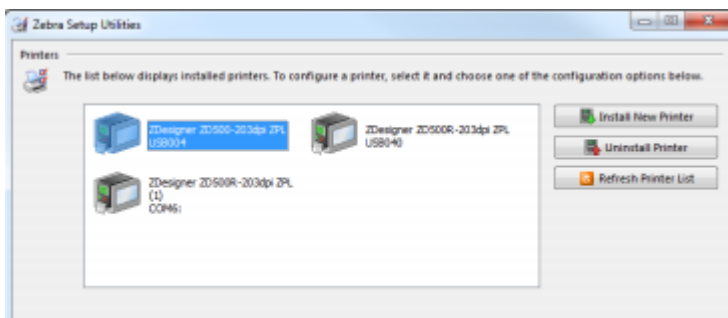 Zebra Setup Utilities
Printers
The list below displays installed printers. To configure a printer, select it and choose one of the configuration options below.
ZDesigner ZD500-203dpi ZPL
USB004
ZDesigner ZD500R-203dpi ZPL
USB040
ZDesigner ZD500R-203dpi ZPL
(1)
COM6:
Install New Printer
Uninstall Printer
Refresh Printer List